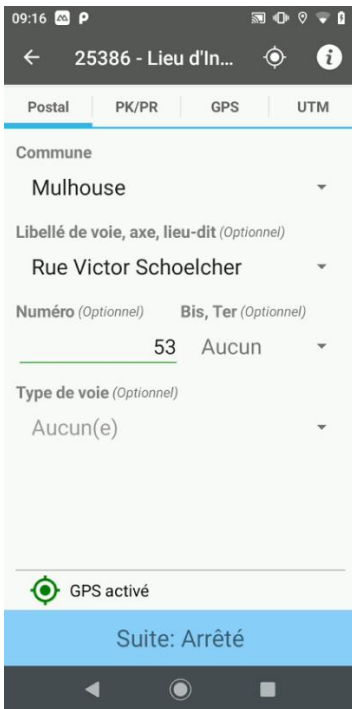 09:16
25386 - Lieu d'In...
Postal PK/PR GPS UTM
Commune
Mulhouse
Libellé de voie, axe, lieu-dit (Optionnel)
Rue Victor Schoelcher
Numéro (Optionnel) Bis, Ter (Optionnel)
53 Aucun
Type de voie (Optionnel)
Aucun(e)
GPS activé
Suite: Arrêté